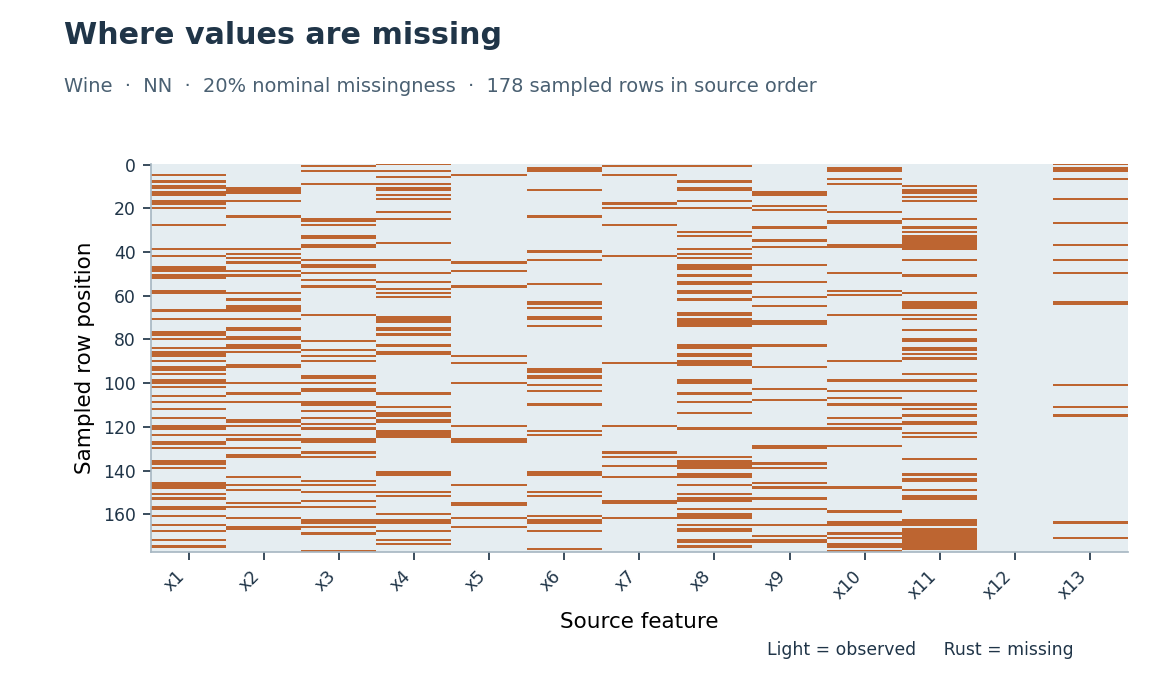 Where values are missing
Wine · NN · 20% nominal missingness · 178 sampled rows in source order
Sampled row position
0
20
40
60
80
100
120
140
160
x1 x2 x3 x4 x5 x6 x7 x8 x9 x10 x11 x12 x13
Source feature
Light = observed Rust = missing